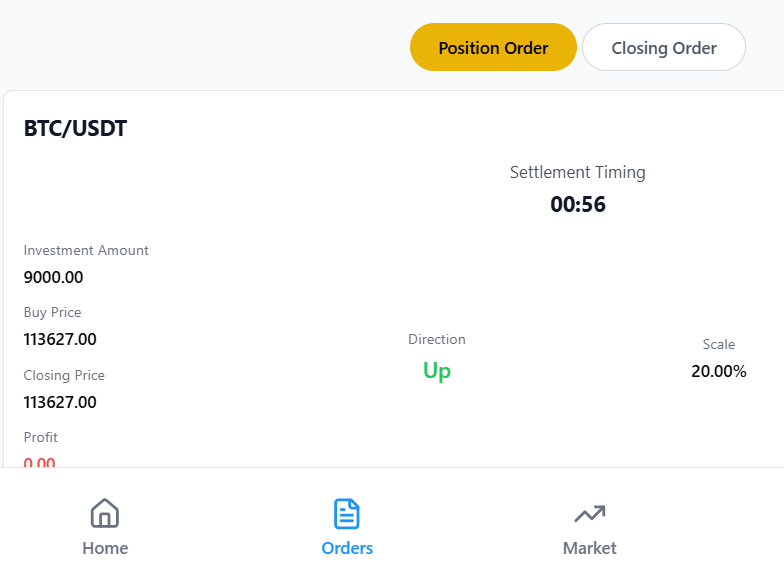 Position Order
Closing Order
BTC/USDT
Settlement Timing
00:56
Investment Amount
9000.00
Buy Price
113627.00
Direction
Up
Scale
20.00%
Closing Price
113627.00
Profit
0.00
Home
Orders
Market